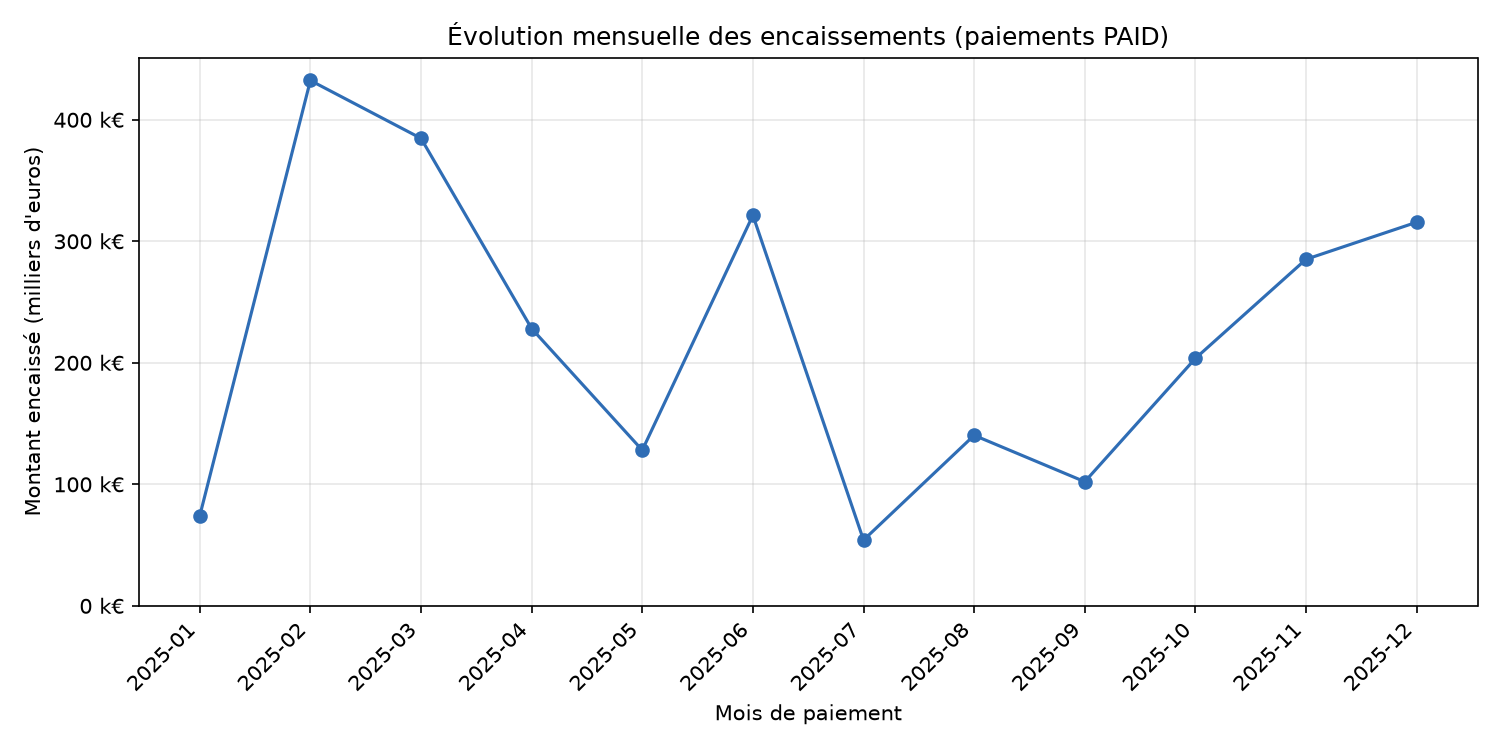 Évolution mensuelle des encaissements (paiements PAID)
Montant encaissé (milliers d'euros)
400 k€
300 k€
200 k€
100 k€
0 k€
2025-01
2025-02
2025-03
2025-04
2025-05
2025-06
2025-07
2025-08
2025-09
2025-10
2025-11
2025-12
Mois de paiement